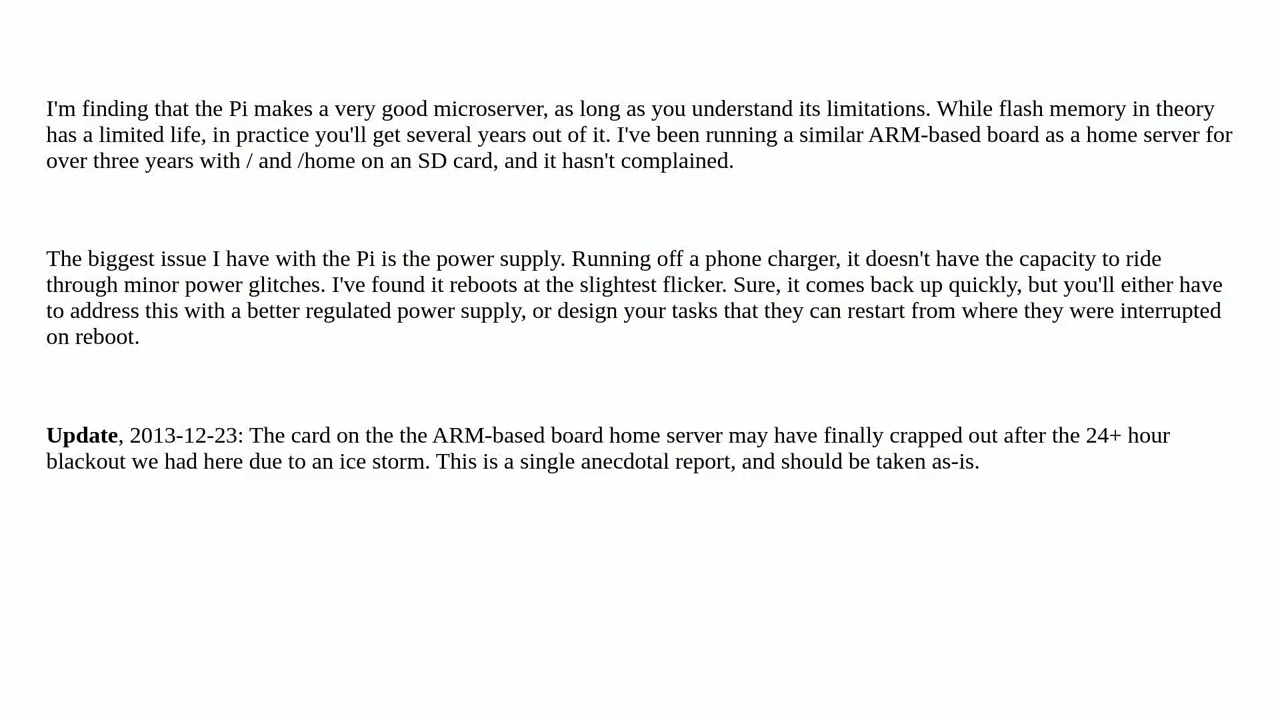 I'm finding that the Pi makes a very good microserver, as long as you understand its limitations. While flash memory in theory
has a limited life, in practice you'll get several years out of it. I've been running a similar ARM-based board as a home server for
over three years with / and /home on an SD card, and it hasn't complained.
The biggest issue I have with the Pi is the power supply. Running off a phone charger, it doesn't have the capacity to ride
through minor power glitches. I've found it reboots at the slightest flicker. Sure, it comes back up quickly, but you'll either have
to address this with a better regulated power supply, or design your tasks that they can restart from where they were interrupted
on reboot.
Update, 2013-12-23: The card on the the ARM-based board home server may have finally crapped out after the 24+ hour
blackout we had here due to an ice storm. This is a single anecdotal report, and should be taken as-is.